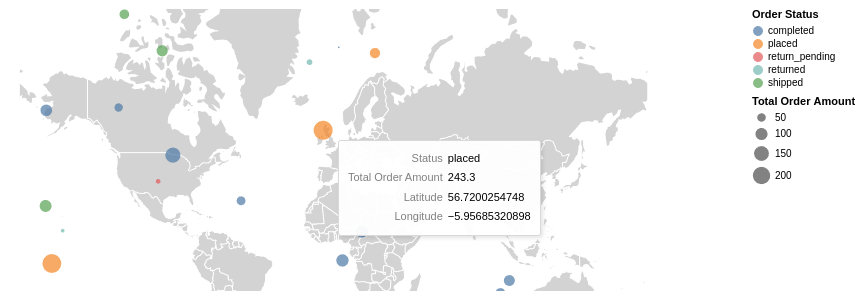 Order Status
completed
placed
return_pending
returned
shipped
Total Order Amount
50
100
150
200
Status placed
Total Order Amount 243.3
Latitude 56.7200254748
Longitude −5.95685320898